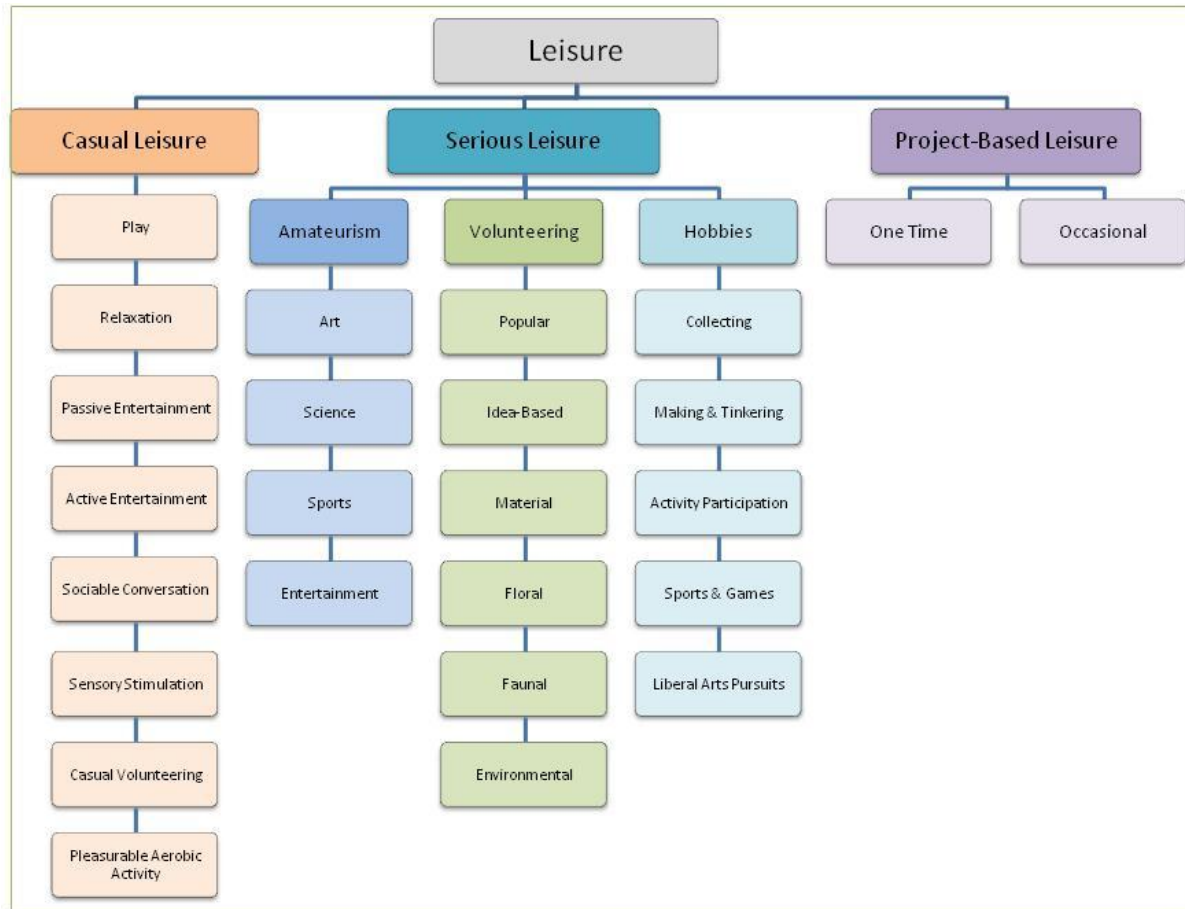 Leisure
Casual Leisure
Serious Leisure
Project-Based Leisure
Play
Relaxation
Passive Entertainment
Active Entertainment
Sociable Conversation
Sensory Stimulation
Casual Volunteering
Pleasurable Aerobic
Activity
Amateurism
Art
Science
Sports
Entertainment
Volunteering
Popular
Idea-Based
Material
Floral
Faunal
Environmental
Hobbies
Collecting
Making & Tinkering
Activity Participation
Sports & Games
Liberal Arts Pursuits
One Time
Occasional